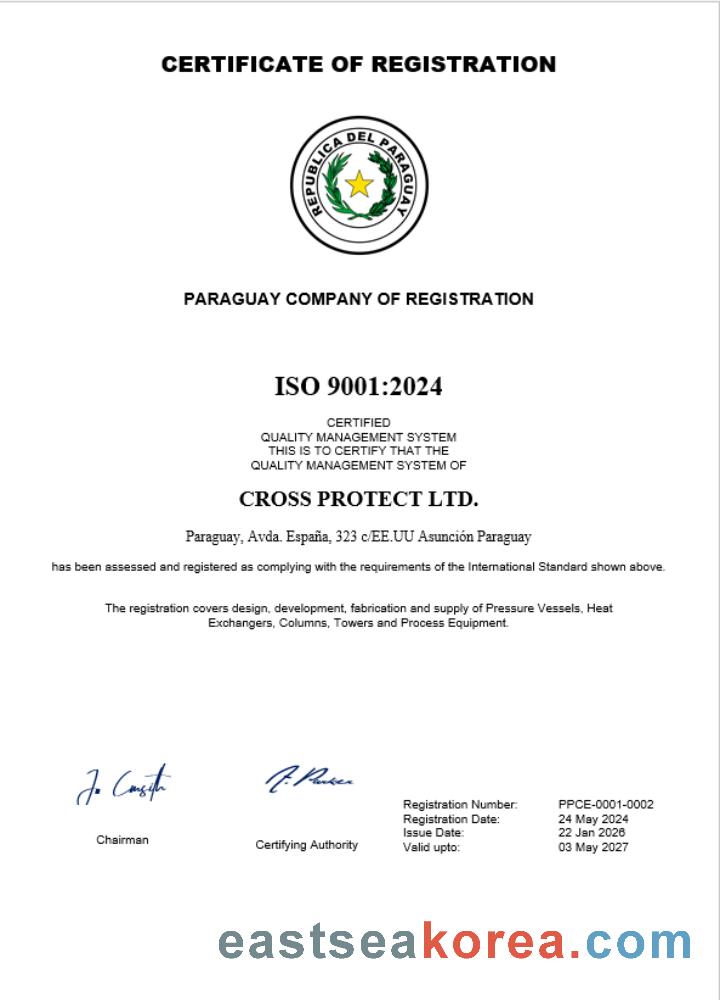 CERTIFICATE OF REGISTRATION
REPUBLICA DEL PARAGUAY
PARAGUAY COMPANY OF REGISTRATION
ISO 9001:2024
CERTIFIED
QUALITY MANAGEMENT SYSTEM
THIS IS TO CERTIFY THAT THE
QUALITY MANAGEMENT SYSTEM OF
CROSS PROTECT LTD.
Paraguay, Avda. España, 323 c/EE.UU Asunción Paraguay
has been assessed and registered as complying with the requirements of the International Standard shown above.
The registration covers design, development, fabrication and supply of Pressure Vessels, Heat
Exchangers, Columns, Towers and Process Equipment.
Chairman
Certifying Authority
Registration Number: PPCE-0001-0002
Registration Date: 24 May 2024
Issue Date: 22 Jan 2026
Valid upto: 03 May 2027
eastseakorea.com